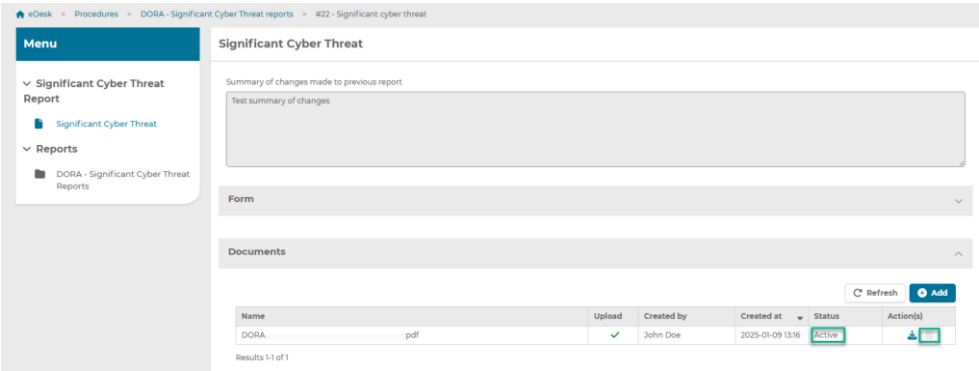 eDesk > Procedures > DORA - Significant Cyber Threat reports > #22 - Significant cyber threat
Menu
Significant Cyber Threat
Report
Significant Cyber Threat
Reports
DORA - Significant Cyber Threat
Reports
Significant Cyber Threat
Summary of changes made to previous report
Test summary of changes
Form
Documents
Refresh
Add
Name Upload Created by Created at Status Action(s)
DORA .pdf John Doe 2025-01-09 13:16 Active
Results 1-1 of 1